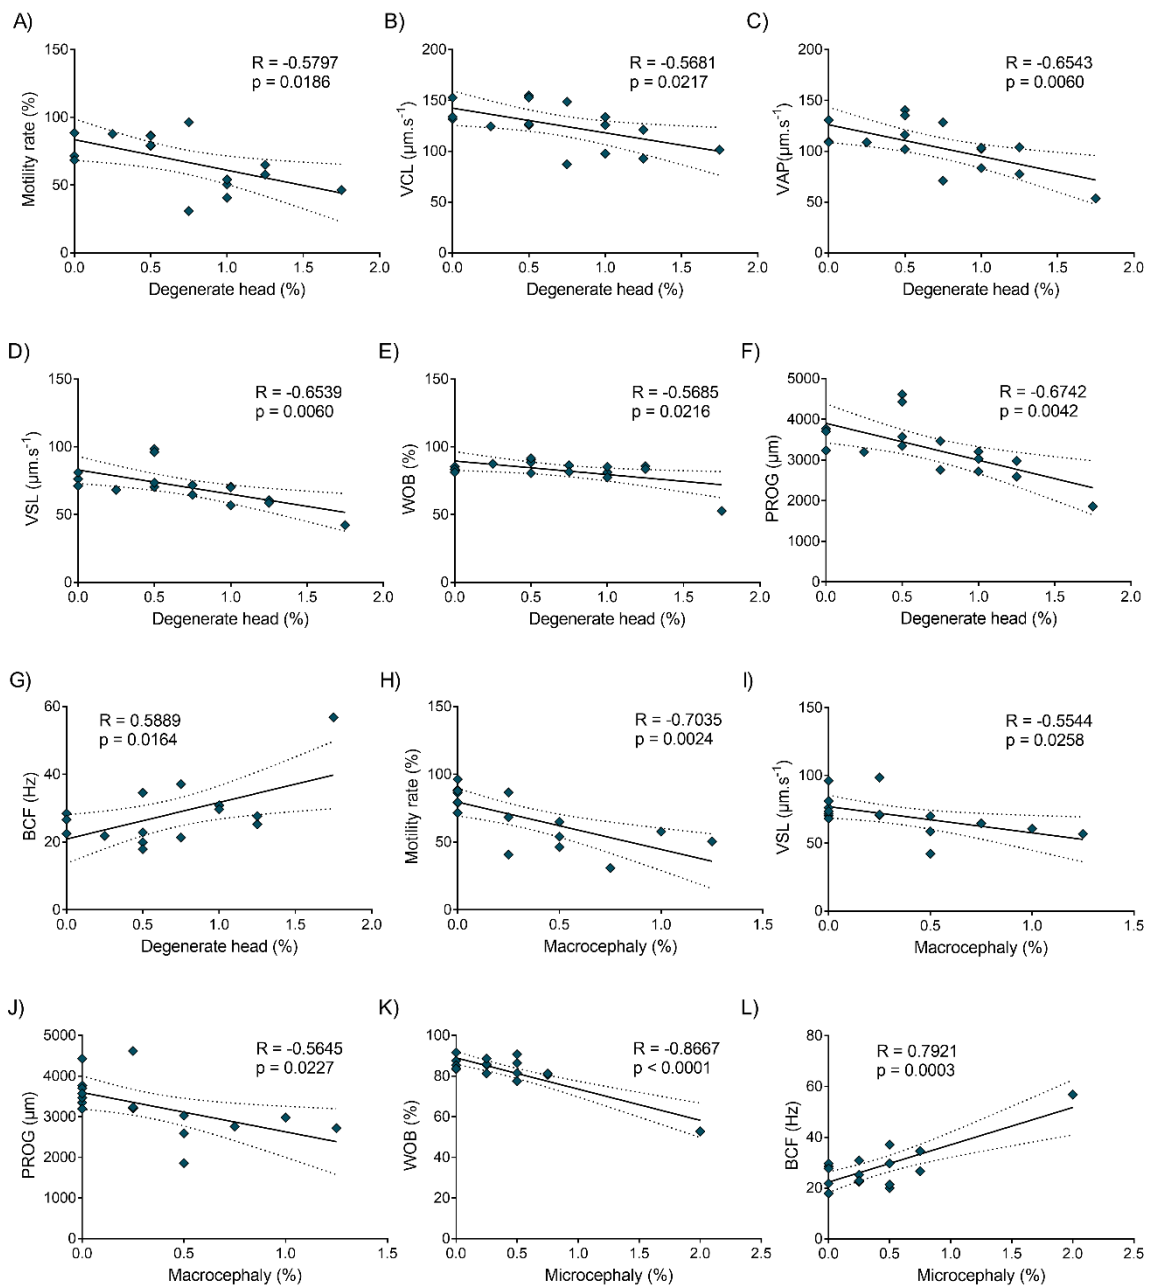 A)
150
100
50
0
Motility rate (%)
R = -0.5797
p = 0.0186
0.0 0.5 1.0 1.5 2.0
Degenerate head (%)
B)
200
150
100
50
0
VCL (µm.s⁻¹)
R = -0.5681
p = 0.0217
0.0 0.5 1.0 1.5 2.0
Degenerate head (%)
C)
200
150
100
50
0
VAP(µm.s⁻¹)
R = -0.6543
p = 0.0060
0.0 0.5 1.0 1.5 2.0
Degenerate head (%)
D)
150
100
50
0
VSL (µm.s⁻¹)
R = -0.6539
p = 0.0060
0.0 0.5 1.0 1.5 2.0
Degenerate head (%)
E)
150
100
50
0
WOB (%)
R = -0.5685
p = 0.0216
0.0 0.5 1.0 1.5 2.0
Degenerate head (%)
F)
5000
4000
3000
2000
1000
0
PROG (µm)
R = -0.6742
p = 0.0042
0.0 0.5 1.0 1.5 2.0
Degenerate head (%)
G)
60
40
20
0
BCF (Hz)
R = 0.5889
p = 0.0164
0.0 0.5 1.0 1.5 2.0
Degenerate head (%)
H)
150
100
50
0
Motility rate (%)
R = -0.7035
p = 0.0024
0.0 0.5 1.0 1.5
Macrocephaly (%)
I)
150
100
50
0
VSL (µm.s⁻¹)
R = -0.5544
p = 0.0258
0.0 0.5 1.0 1.5
Macrocephaly (%)
J)
5000
4000
3000
2000
1000
0
PROG (µm)
R = -0.5645
p = 0.0227
0.0 0.5 1.0 1.5
Macrocephaly (%)
K)
100
80
60
40
20
0
WOB (%)
R = -0.8667
p < 0.0001
0.0 0.5 1.0 1.5 2.0 2.5
Microcephaly (%)
L)
80
60
40
20
0
BCF (Hz)
R = 0.7921
p = 0.0003
0.0 0.5 1.0 1.5 2.0 2.5
Microcephaly (%)